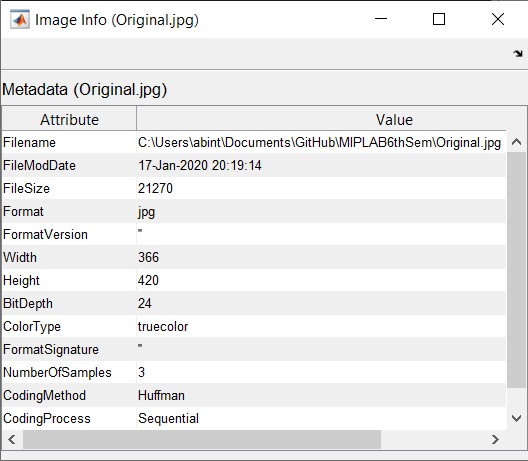 Image Info (Original.jpg)
Metadata (Original.jpg)
Attribute Value
Filename C:\Users\abint\Documents\GitHub\MIPLAB6thSem\Original.jpg
FileModDate 17-Jan-2020 20:19:14
FileSize 21270
Format jpg
FormatVersion ''
Width 366
Height 420
BitDepth 24
ColorType truecolor
FormatSignature ''
NumberOfSamples 3
CodingMethod Huffman
CodingProcess Sequential